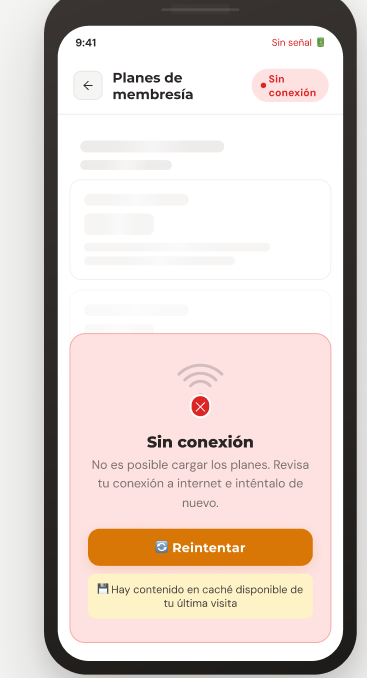 9:41
Sin señal
Planes de
membresía
Sin
conexión
Sin conexión
No es posible cargar los planes. Revisa
tu conexión a internet e inténtalo de
nuevo.
Reintentar
Hay contenido en caché disponible de
tu última visita